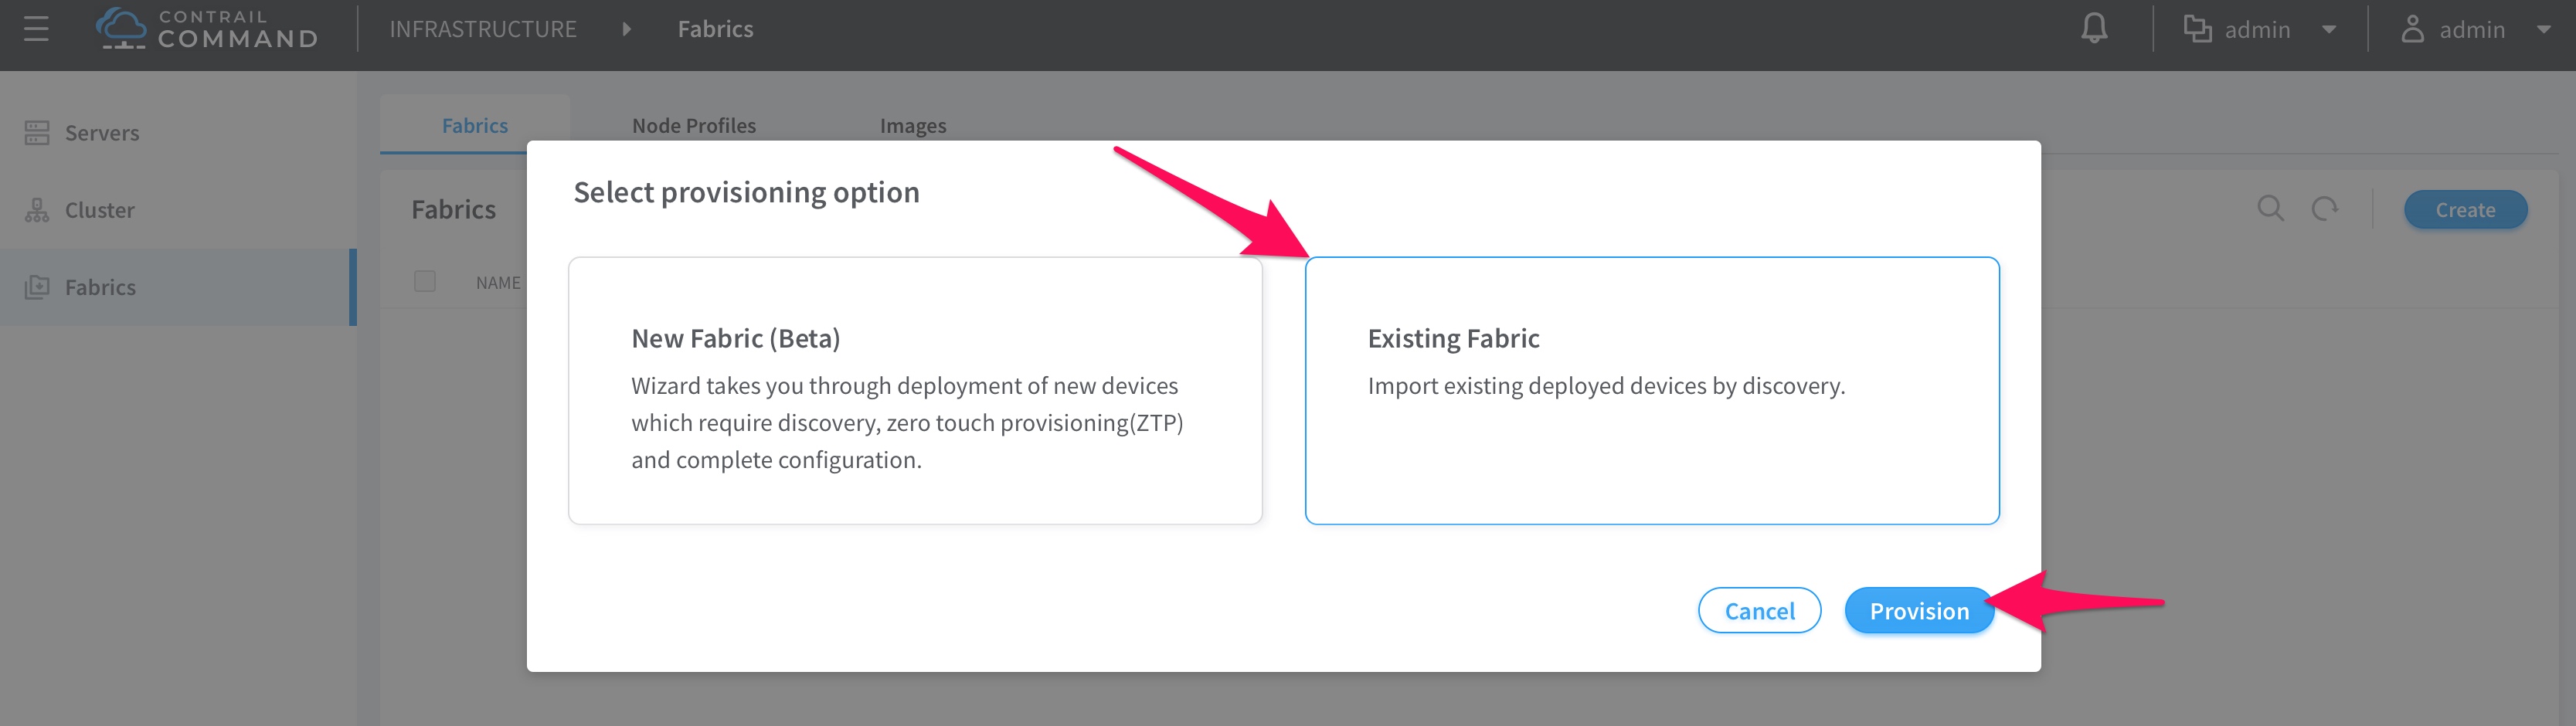 CONTRAIL
COMMAND
INFRASTRUCTURE
Fabrics
admin
admin
Servers
Cluster
Fabrics
Fabrics
Node Profiles
Images
Fabrics
Create
NAME
Select provisioning option
New Fabric (Beta)
Wizard takes you through deployment of new devices
which require discovery, zero touch provisioning(ZTP)
and complete configuration.
Existing Fabric
Import existing deployed devices by discovery.
Cancel
Provision